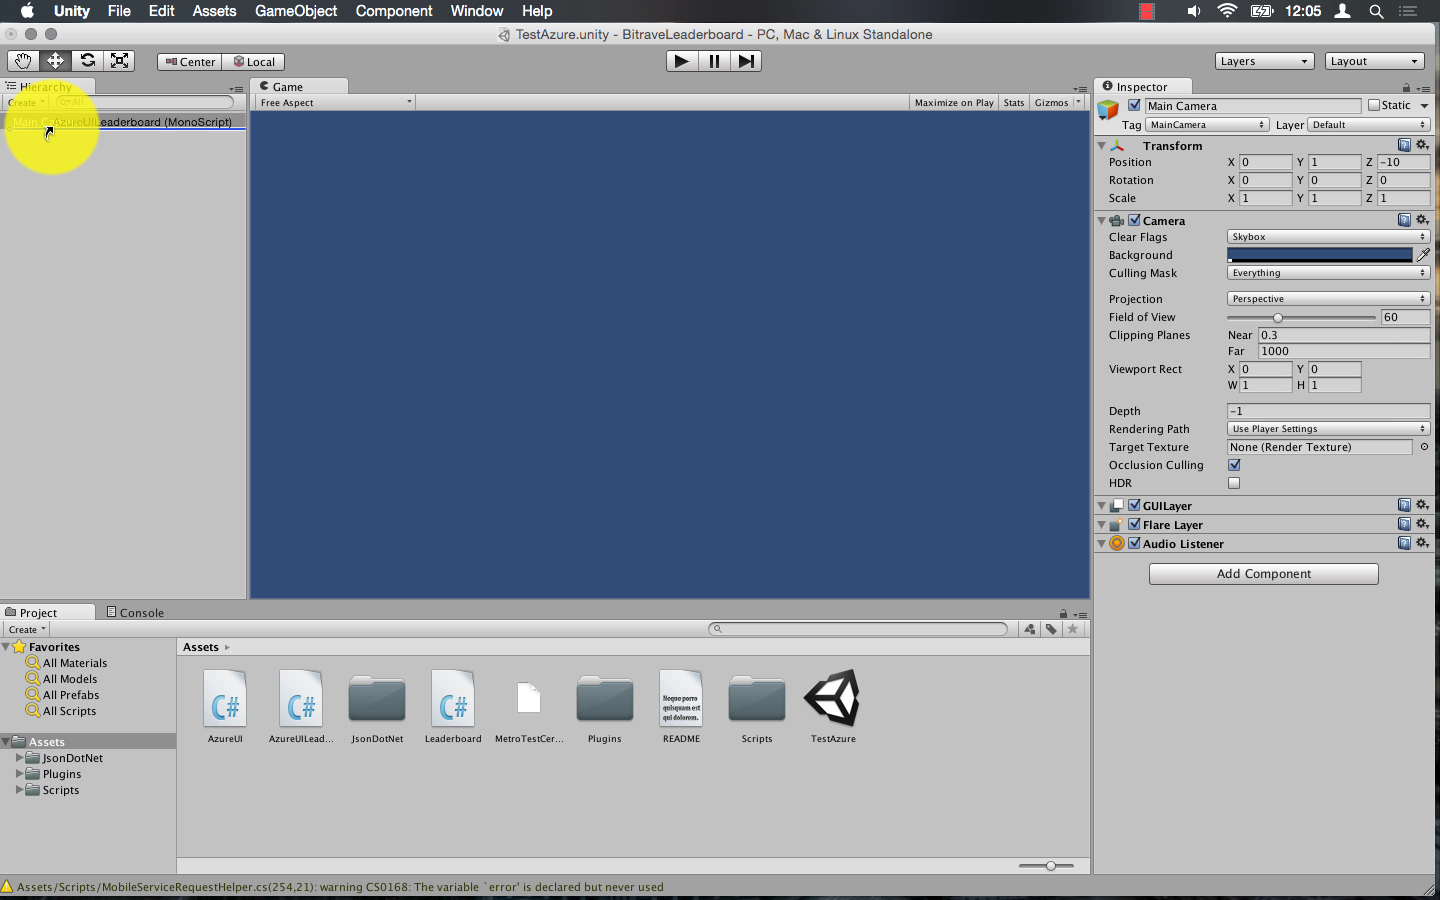 Unity File Edit Assets GameObject Component Window Help 12:05
TestAzure.unity - BitraveLeaderboard - PC, Mac & Linux Standalone
Center Local Layers Layout
Hierarchy
Create All
Main AzureUILeaderboard (MonoScript)
Game
Free Aspect Maximize on Play Stats Gizmos
Inspector
Main Camera Static
Tag MainCamera Layer Default
Transform
Position X 0 Y 1 Z -10
Rotation X 0 Y 0 Z 0
Scale X 1 Y 1 Z 1
Camera
Clear Flags Skybox
Background
Culling Mask Everything
Projection Perspective
Field of View 60
Clipping Planes Near 0.3
Far 1000
Viewport Rect X 0 Y 0
W 1 H 1
Depth -1
Rendering Path Use Player Settings
Target Texture None (Render Texture)
Occlusion Culling
HDR
GUILayer
Flare Layer
Audio Listener
Add Component
Project Console
Create
Favorites
All Materials
All Models
All Prefabs
All Scripts
Assets
JsonDotNet
Plugins
Scripts
Assets
C# C# C# Neque porro
quisquam est
qui dolorem.
AzureUI AzureUILead... JsonDotNet Leaderboard MetroTestCer... Plugins README Scripts TestAzure
Assets/Scripts/MobileServiceRequestHelper.cs(254,21): warning CS0168: The variable `error' is declared but never used